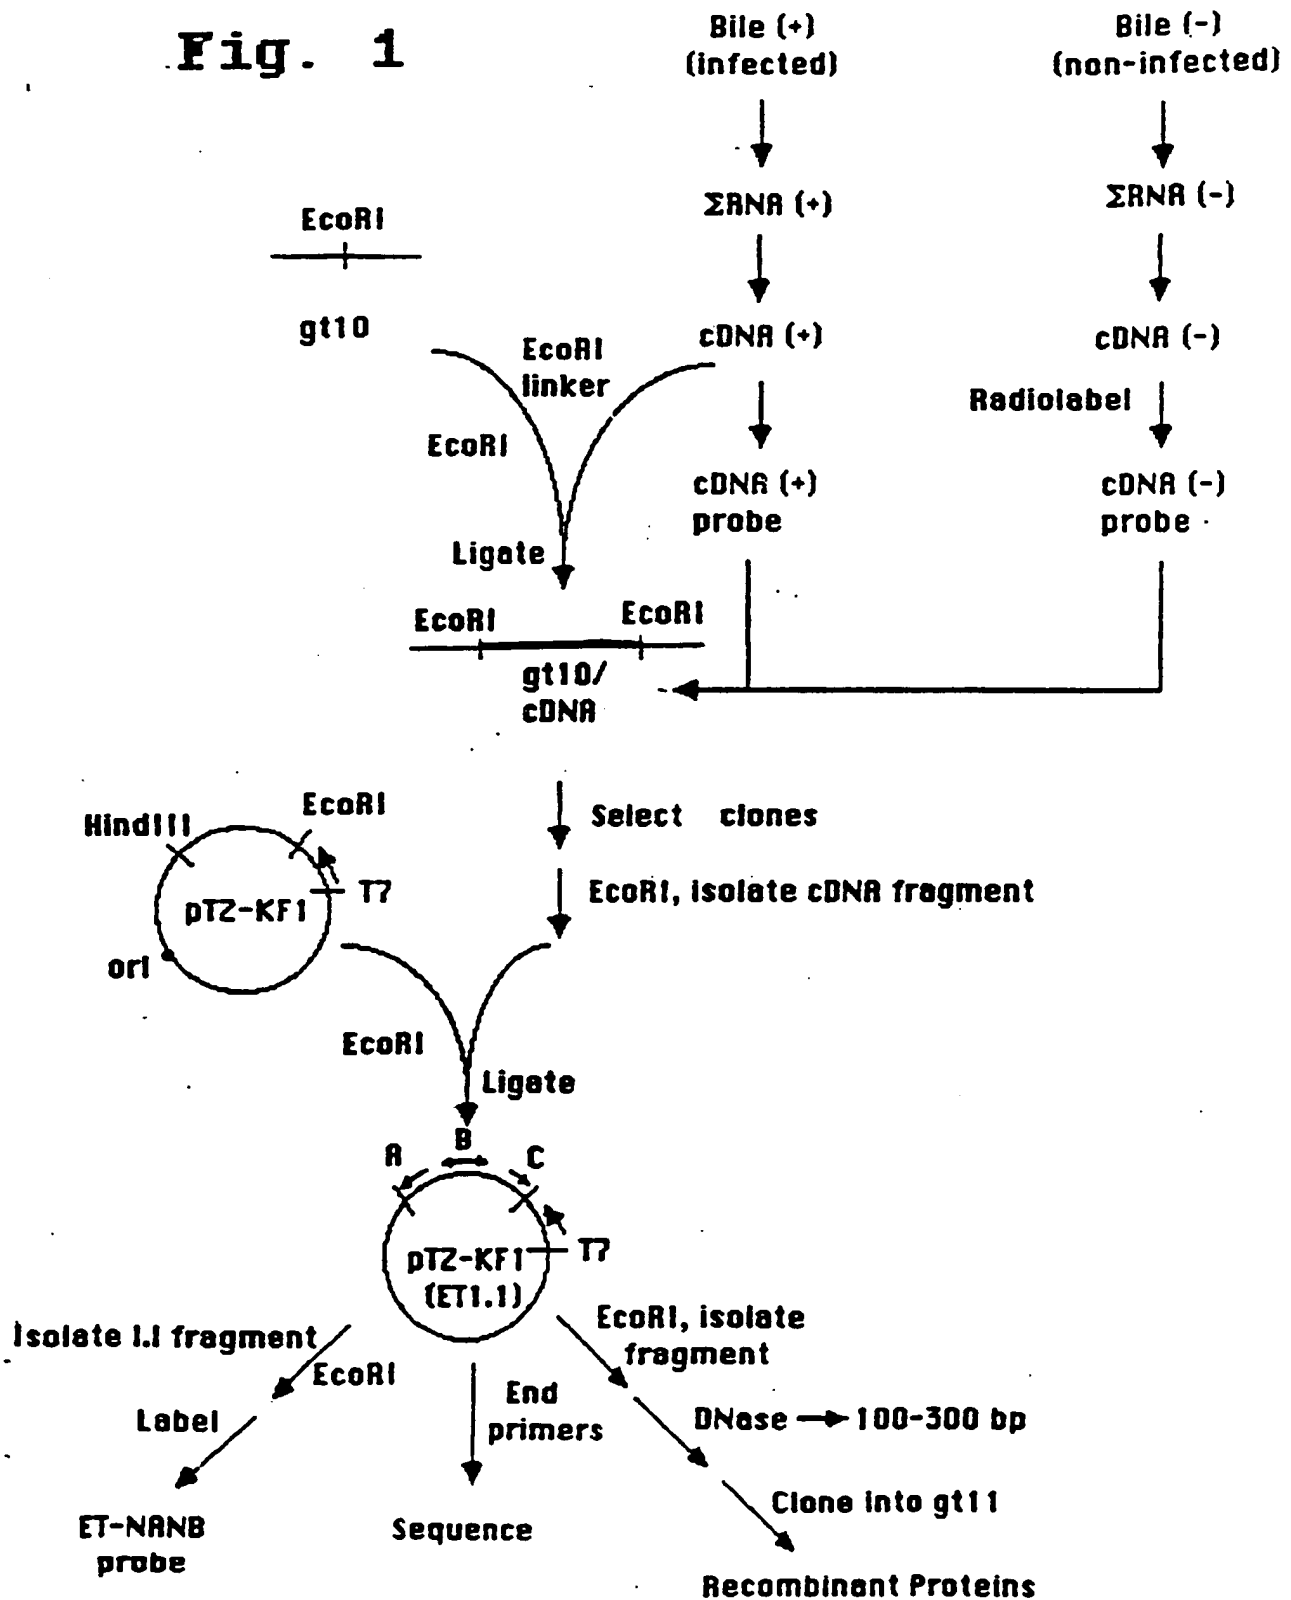 Fig. 1
Bile (+)
(infected)
Bile (-)
(non-infected)
ΣRNA (+)
ΣRNA (-)
EcoRI
gt10
cDNA (+)
cDNA (-)
EcoRI
linker
Radiolabel
EcoRI
cDNA (+)
probe
cDNA (-)
probe
Ligate
EcoRI
EcoRI
gt10/
cDNA
Select clones
HindIII
EcoRI
T7
pTZ-KF1
ori
EcoRI, isolate cDNA fragment
EcoRI
Ligate
A
B
C
T7
pTZ-KF1
(ET1.1)
Isolate 1.1 fragment
EcoRI
Label
ET-NANB
probe
End
primers
Sequence
EcoRI, isolate
fragment
DNase → 100-300 bp
Clone into gt11
Recombinant Proteins